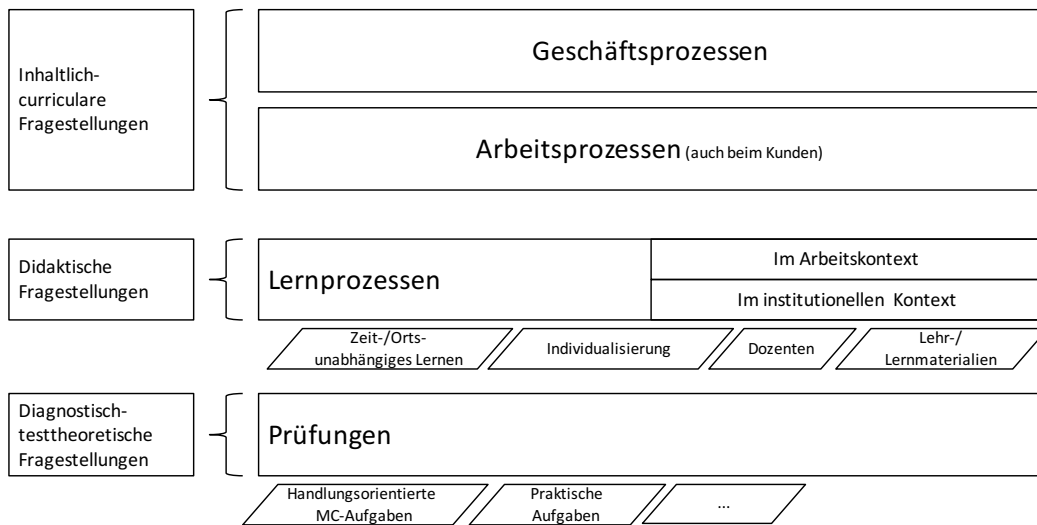 Inhaltlich-
curriculare
Fragestellungen
Geschäftsprozessen
Arbeitsprozessen (auch beim Kunden)
Didaktische
Fragestellungen
Lernprozessen
Im Arbeitskontext
Im institutionellen Kontext
Zeit-/Orts-
unabhängiges Lernen
Individualisierung
Dozenten
Lehr-/
Lernmaterialien
Diagnostisch-
testtheoretische
Fragestellungen
Prüfungen
Handlungsorientierte
MC-Aufgaben
Praktische
Aufgaben
...